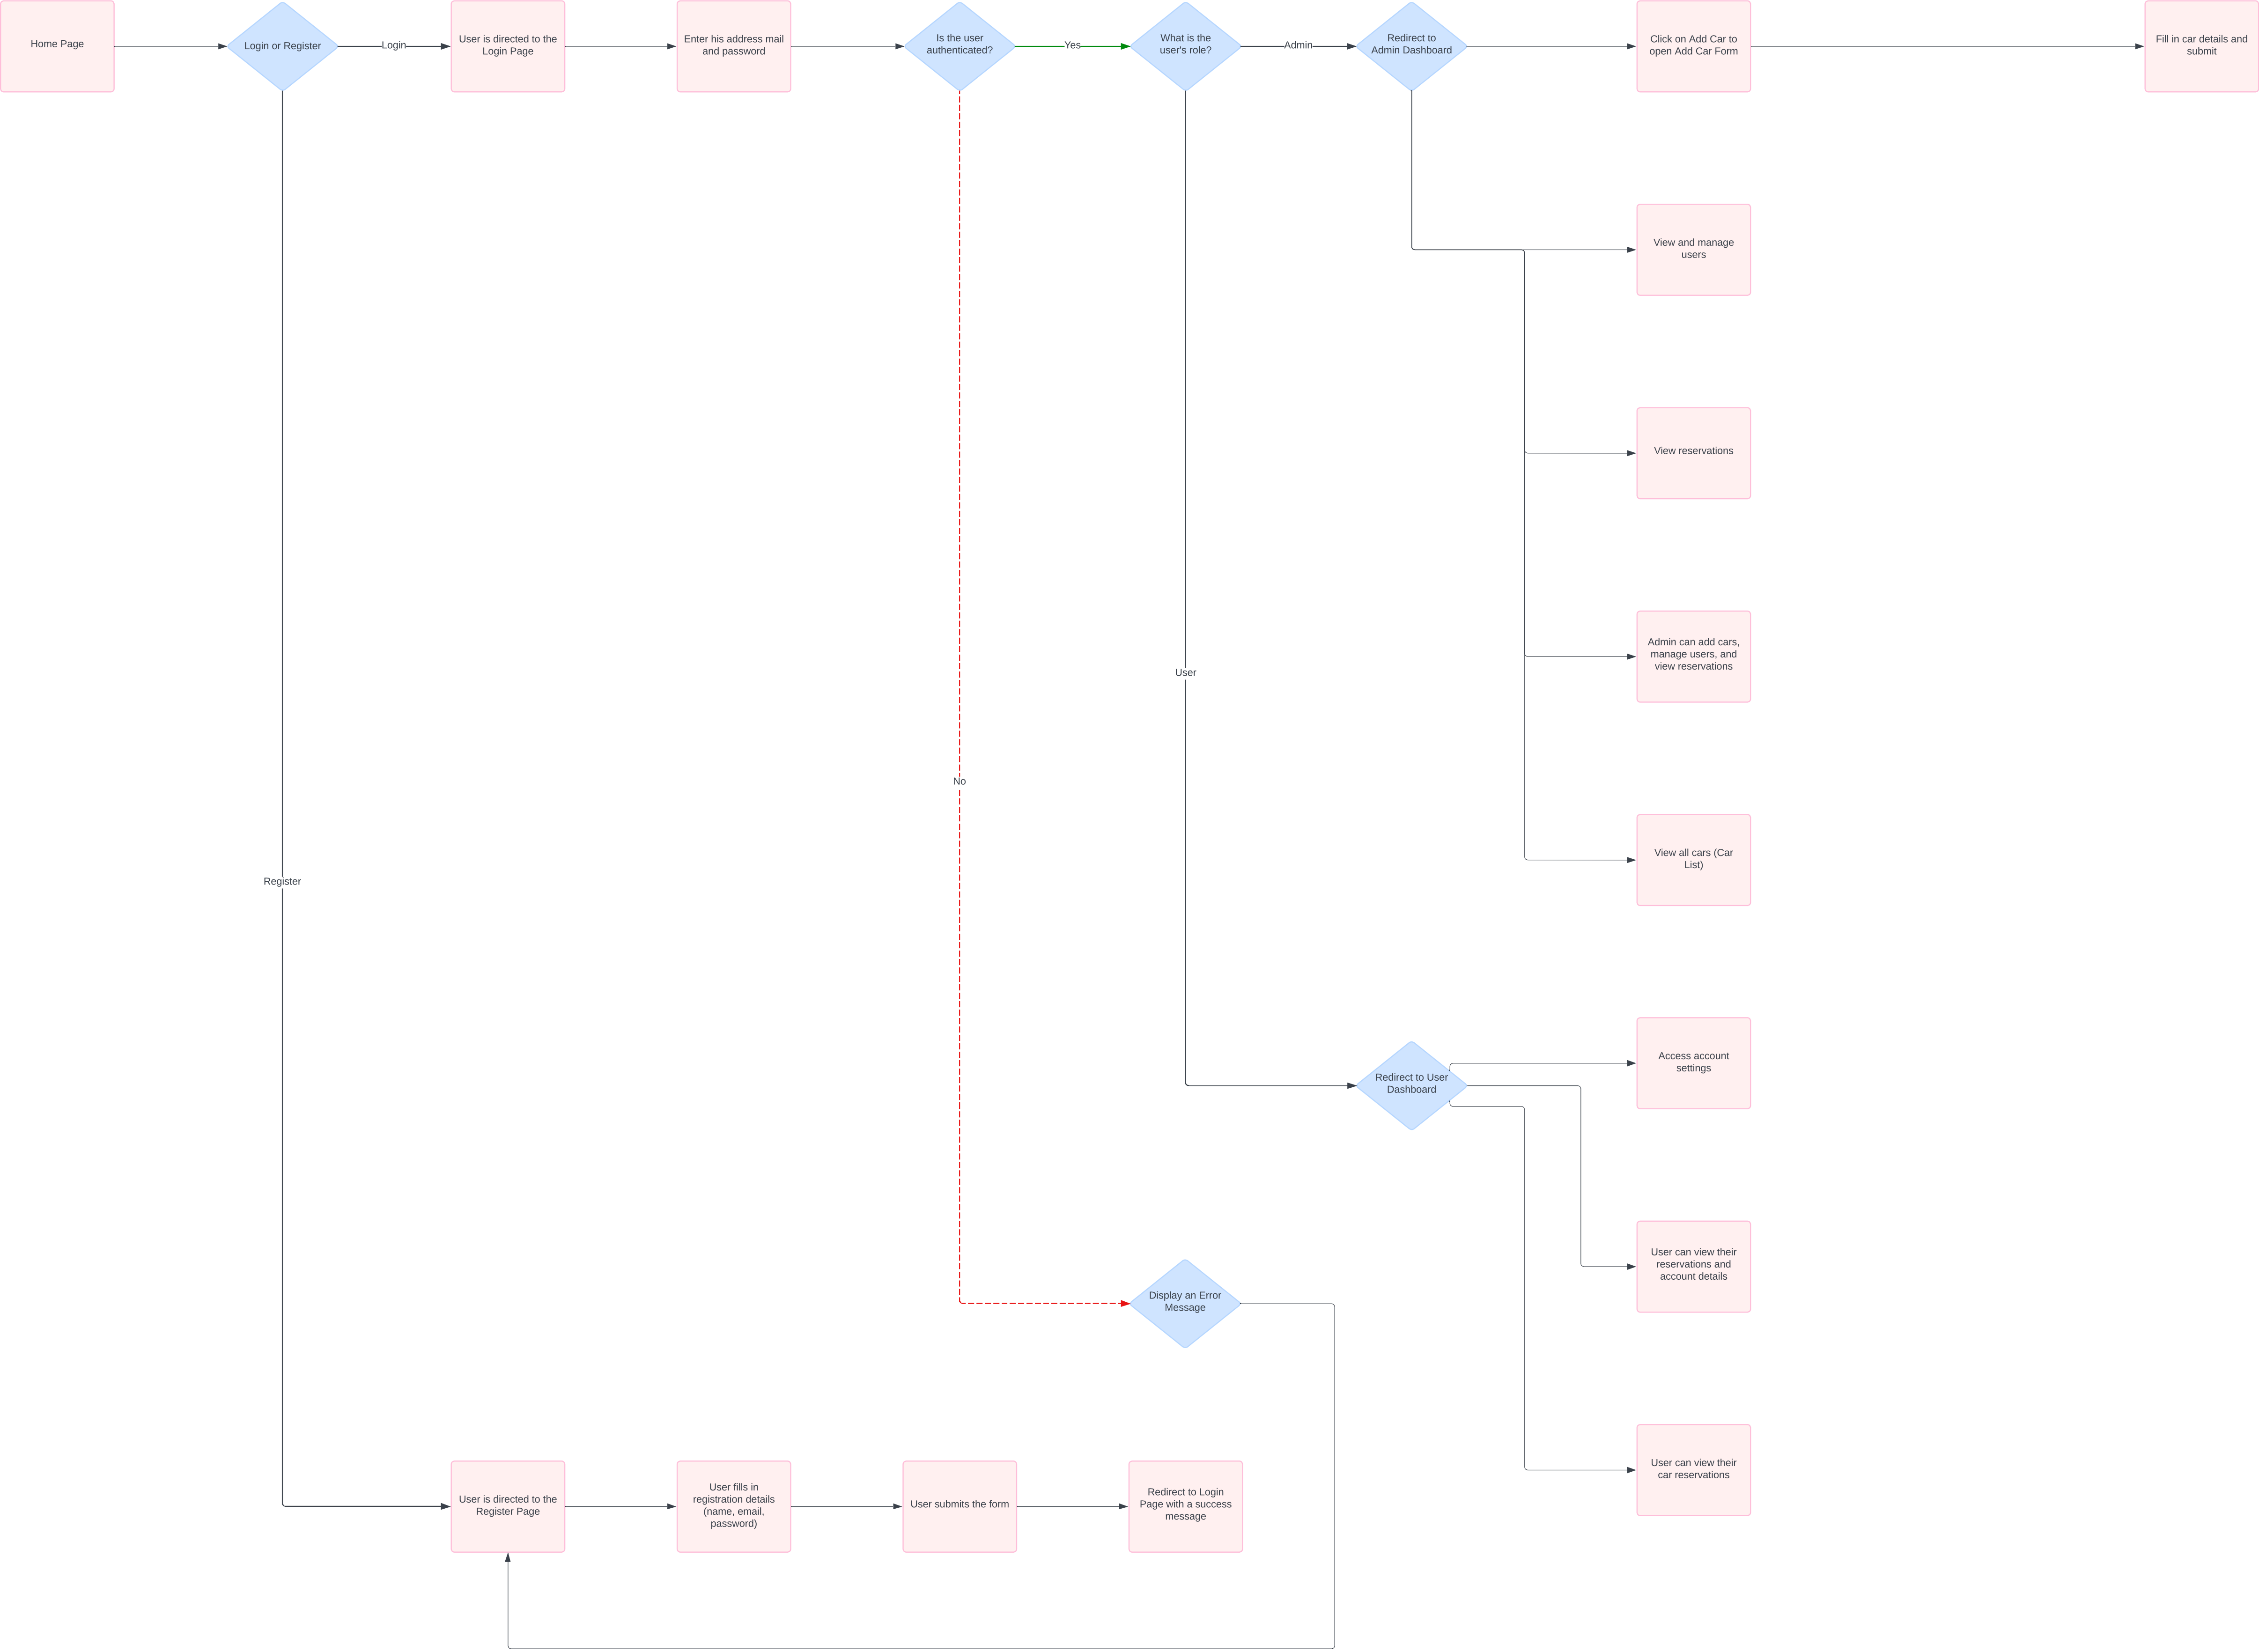 Home Page
Login or Register
Login
User is directed to the
Login Page
Enter his address mail
and password
Is the user
authenticated?
Yes
What is the
user's role?
Admin
Redirect to
Admin Dashboard
Click on Add Car to
open Add Car Form
Fill in car details and
submit
View and manage
users
View reservations
Admin can add cars,
manage users, and
view reservations
User
No
View all cars (Car
List)
Register
Access account
settings
Redirect to User
Dashboard
User can view their
reservations and
account details
Display an Error
Message
User can view their
car reservations
User is directed to the
Register Page
User fills in
registration details
(name, email,
password)
User submits the form
Redirect to Login
Page with a success
message